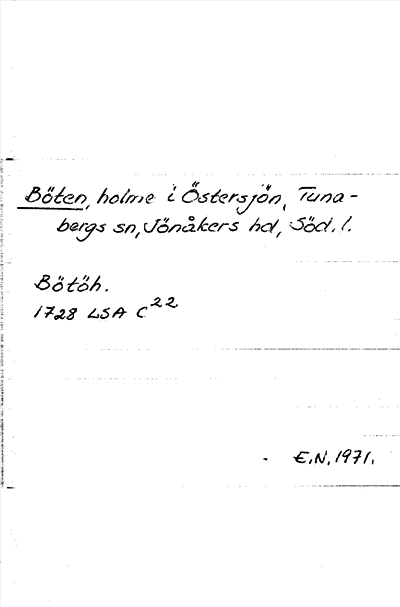 Böten, holme i Östersjön, Tuna-
bergs sn, Jönåkers hd, Söd. l.
Bötöh.
1728 LSA C²²
E.N. 1971.